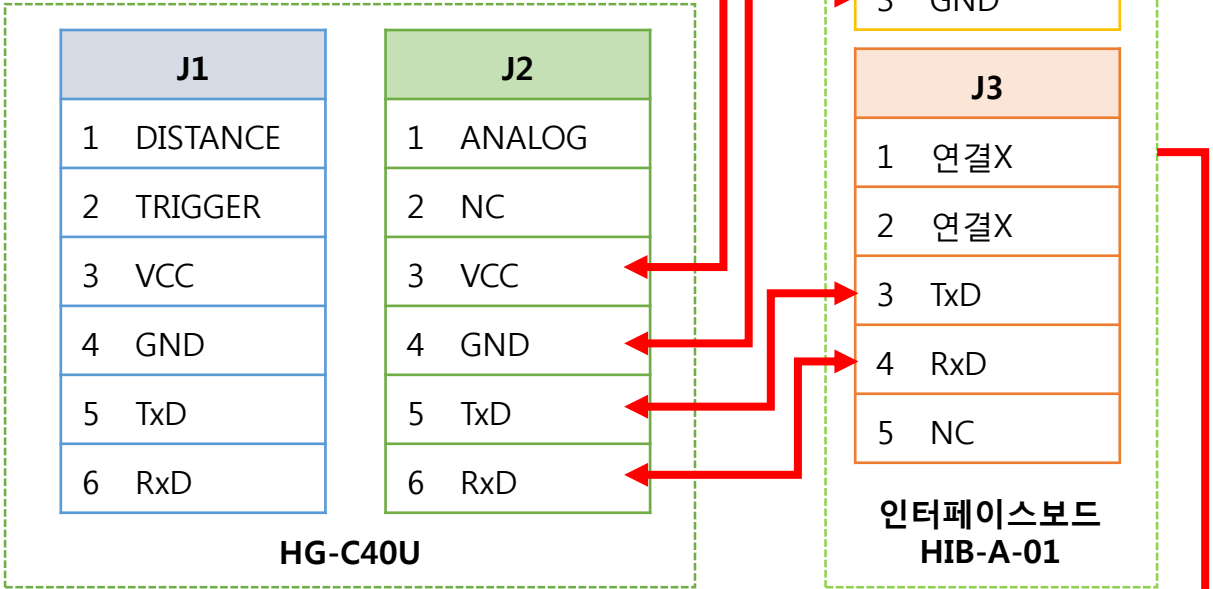 3 GND
J1
1 DISTANCE
2 TRIGGER
3 VCC
4 GND
5 TxD
6 RxD
J2
1 ANALOG
2 NC
3 VCC
4 GND
5 TxD
6 RxD
HG-C40U
J3
1 연결X
2 연결X
3 TxD
4 RxD
5 NC
인터페이스보드
HIB-A-01